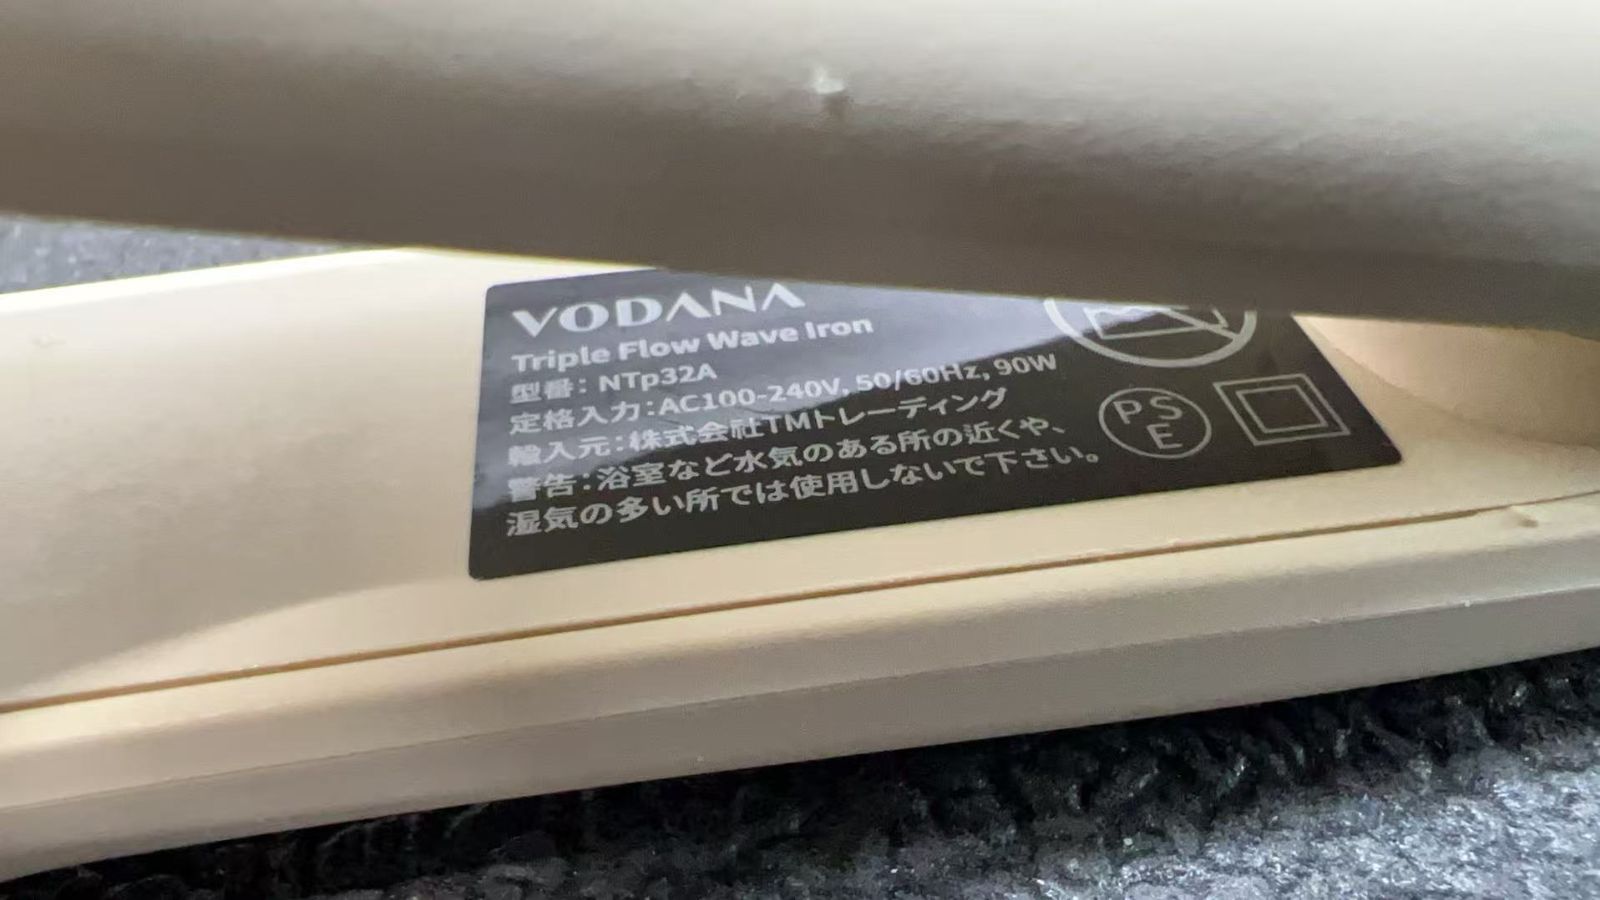 VODANA
Triple Flow Wave Iron
型番：NTp32A
定格入力：AC100-240V, 50/60Hz, 90W
輸入元：株式会社TMトレーディング
警告：浴室など水気のある所の近くや、
湿気の多い所では使用しないで下さい。
PS
E